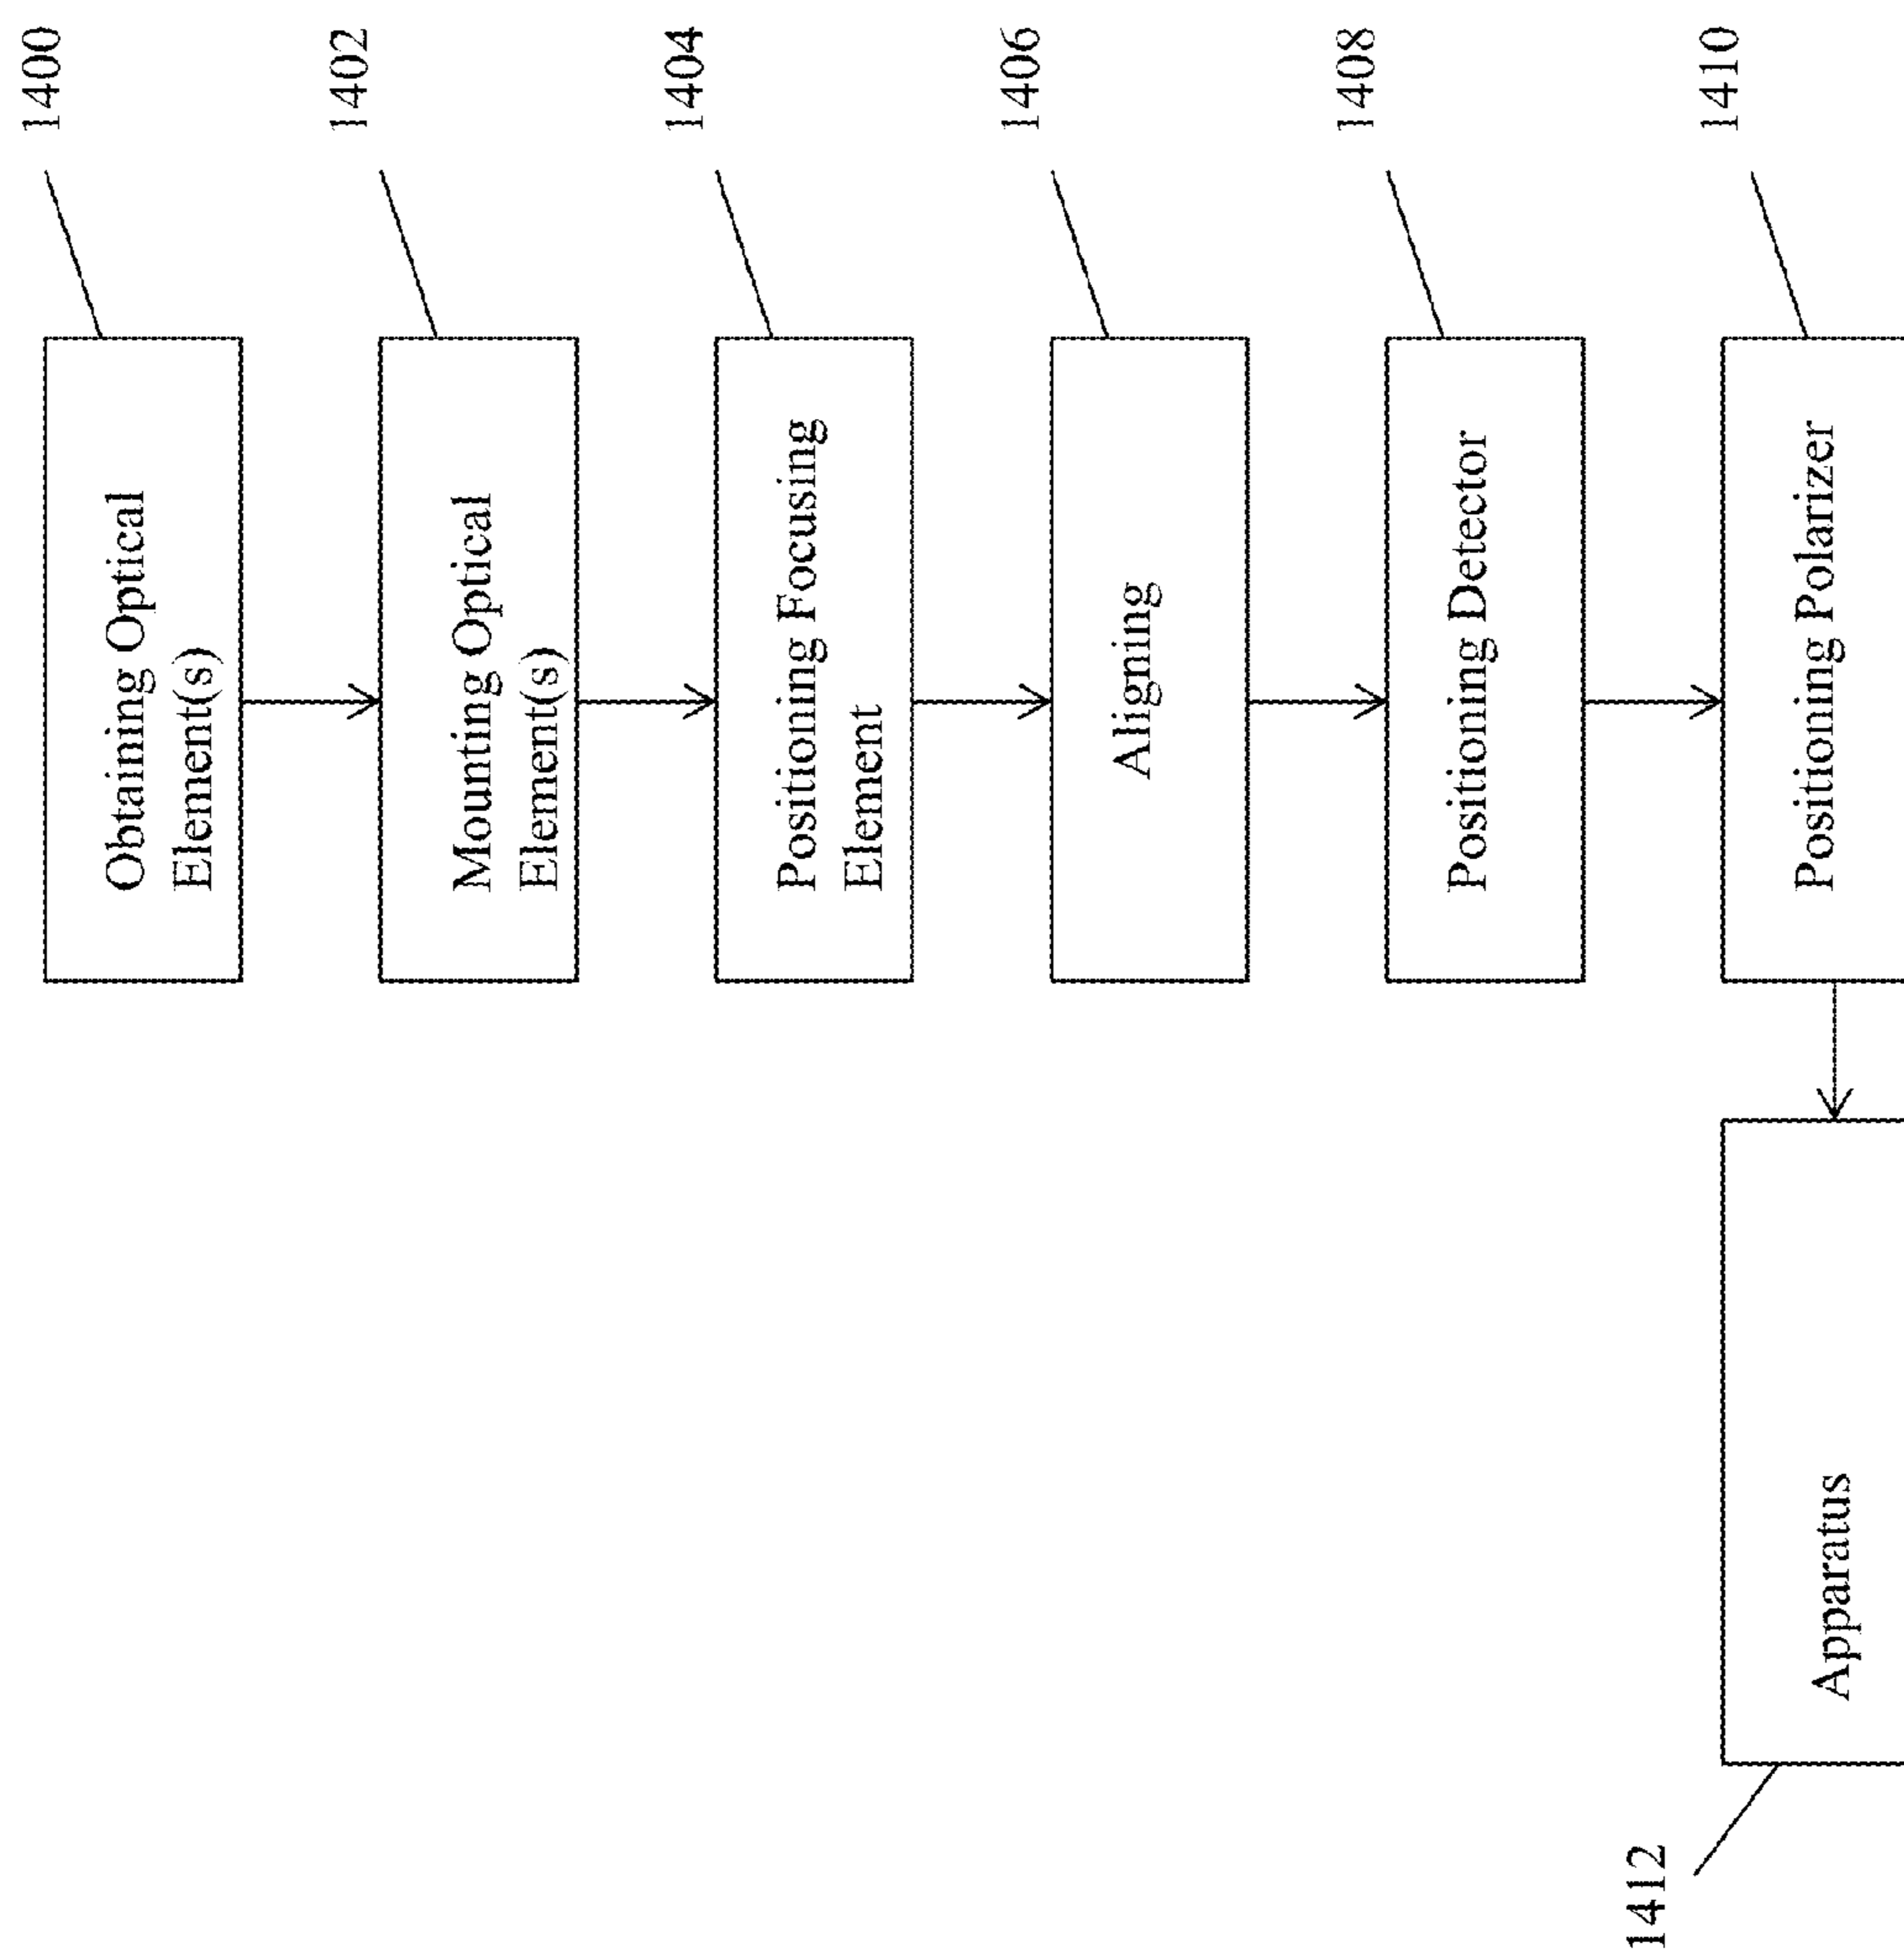 1400
Obtaining Optical
Element(s)
1402
Mounting Optical
Element(s)
1404
Positioning Focusing
Element
1406
Aligning
1408
Positioning Detector
1410
Positioning Polarizer
1412
Apparatus